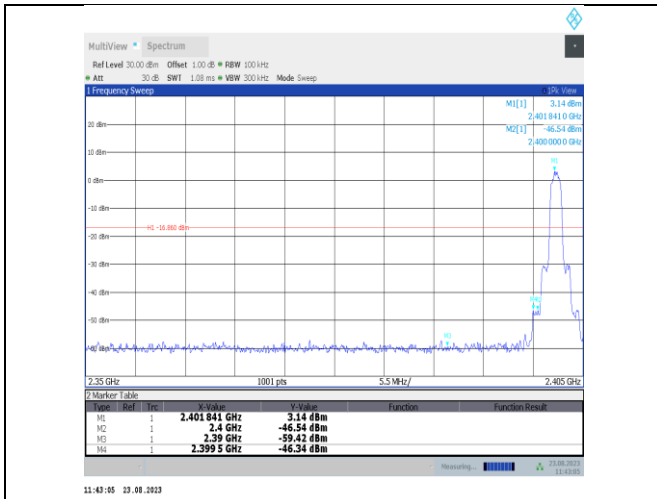 MultiView Spectrum
Ref Level 30.00 dBm Offset 1.00 dB RBW 100 kHz
Att 30 dB SWT 1.08 ms VBW 300 kHz Mode Sweep
1 Frequency Sweep 1Pk View
M1[1] 3.14 dBm
2.401 841 0 GHz
M2[1] -46.54 dBm
2.400 000 0 GHz
20 dBm
M1
10 dBm
0 dBm
-10 dBm
H1 -16.860 dBm
-20 dBm
-30 dBm
-40 dBm
-50 dBm
M3
-60 dBm
2.35 GHz 1001 pts 5.5 MHz/ 2.405 GHz
2 Marker Table
Type Ref Trc X-Value Y-Value Function Function Result
M1 1 2.401 841 GHz 3.14 dBm
M2 1 2.4 GHz -46.54 dBm
M3 1 2.39 GHz -59.42 dBm
M4 1 2.399 5 GHz -46.34 dBm
Measuring... 23.08.2023
11:43:05
11:43:05 23.08.2023